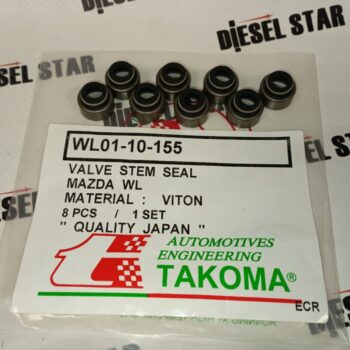 DIESEL STAR
DIESEL STAR
WL01-10-155
VALVE STEM SEAL
MAZDA WL
MATERIAL : VITON
8 PCS / 1 SET
" QUALITY JAPAN "
1
AUTOMOTIVES
ENGINEERING
TAKOMA®
ECR